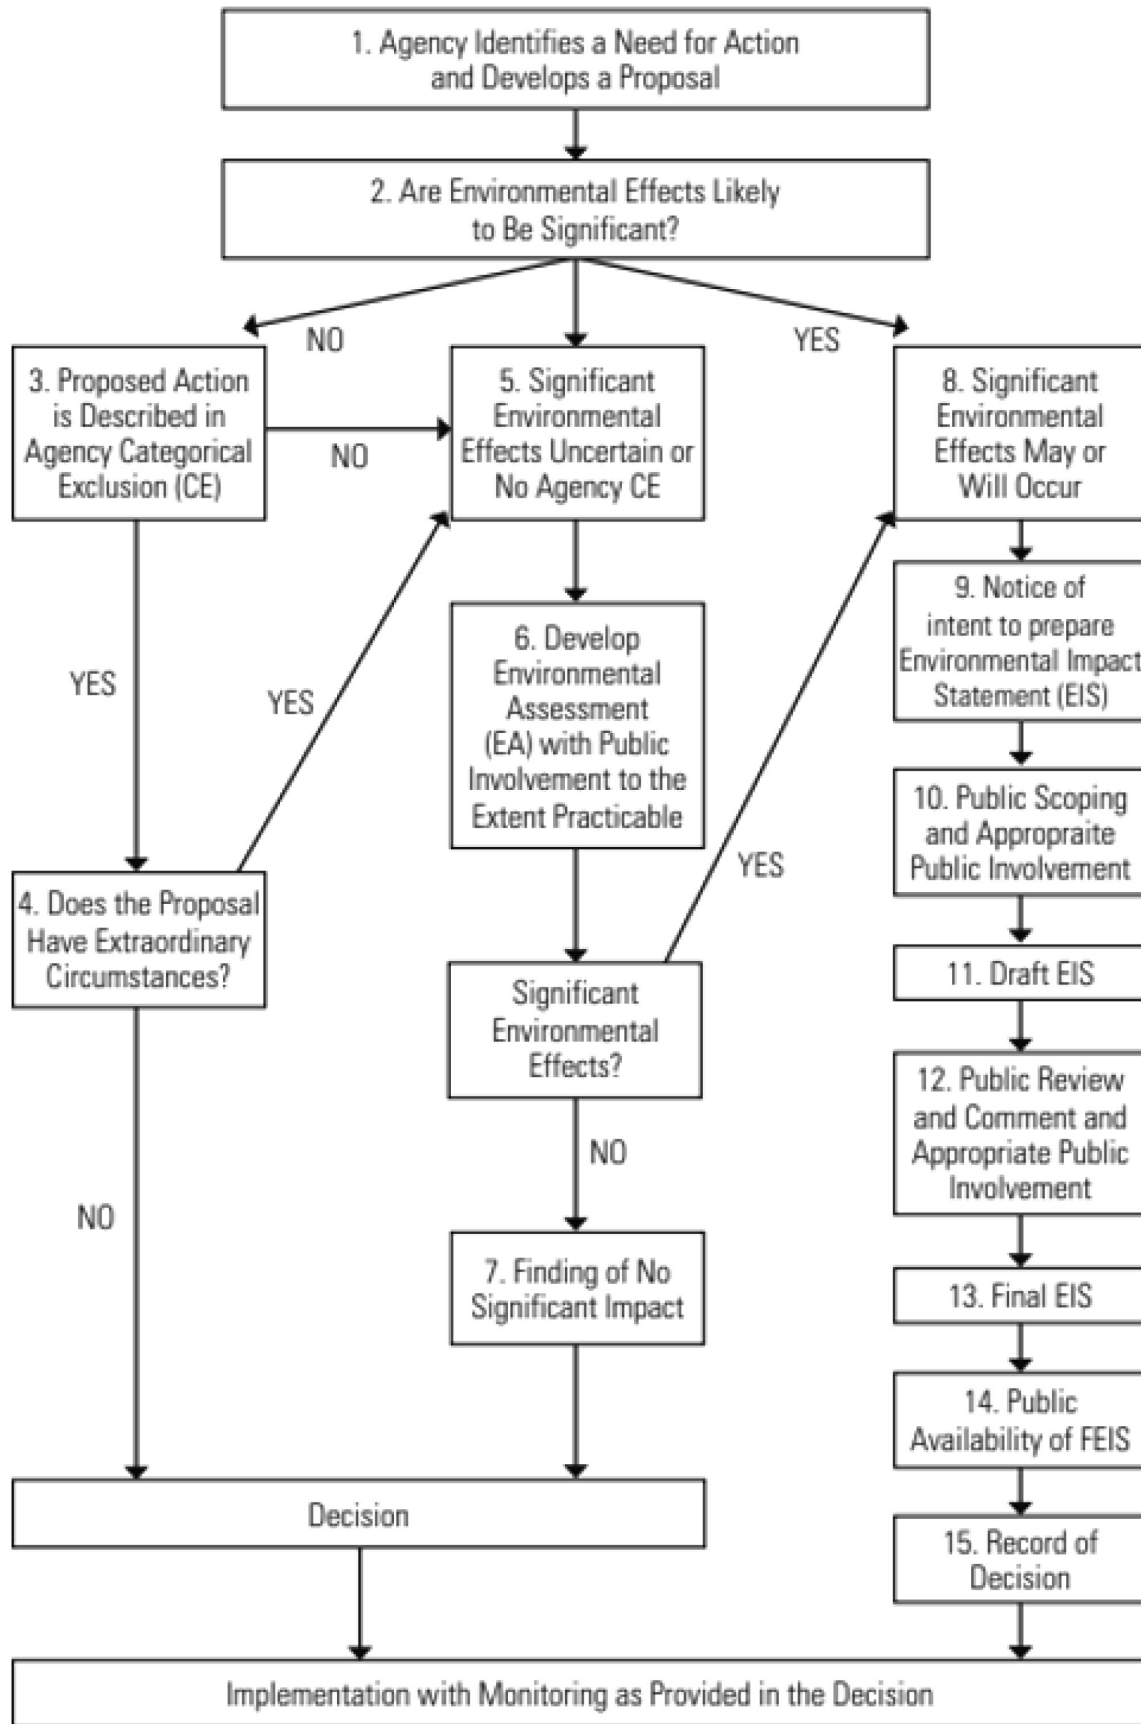 1. Agency Identifies a Need for Action
and Develops a Proposal
2. Are Environmental Effects Likely
to Be Significant?
NO
YES
3. Proposed Action
is Described in
Agency Categorical
Exclusion (CE)
NO
5. Significant
Environmental
Effects Uncertain or
No Agency CE
8. Significant
Environmental
Effects May or
Will Occur
YES
YES
6. Develop
Environmental
Assessment
(EA) with Public
Involvement to the
Extent Practicable
9. Notice of
intent to prepare
Environmental Impact
Statement (EIS)
YES
10. Public Scoping
and Appropraite
Public Involvement
4. Does the Proposal
Have Extraordinary
Circumstances?
Significant
Environmental
Effects?
11. Draft EIS
NO
NO
12. Public Review
and Comment and
Appropriate Public
Involvement
7. Finding of No
Significant Impact
13. Final EIS
14. Public
Availability of FEIS
Decision
15. Record of
Decision
Implementation with Monitoring as Provided in the Decision